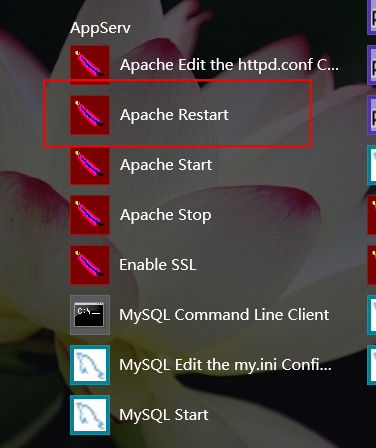 AppServ
Apache Edit the httpd.conf C...
Apache Restart
Apache Start
Apache Stop
Enable SSL
MySQL Command Line Client
MySQL Edit the my.ini Confi...
MySQL Start